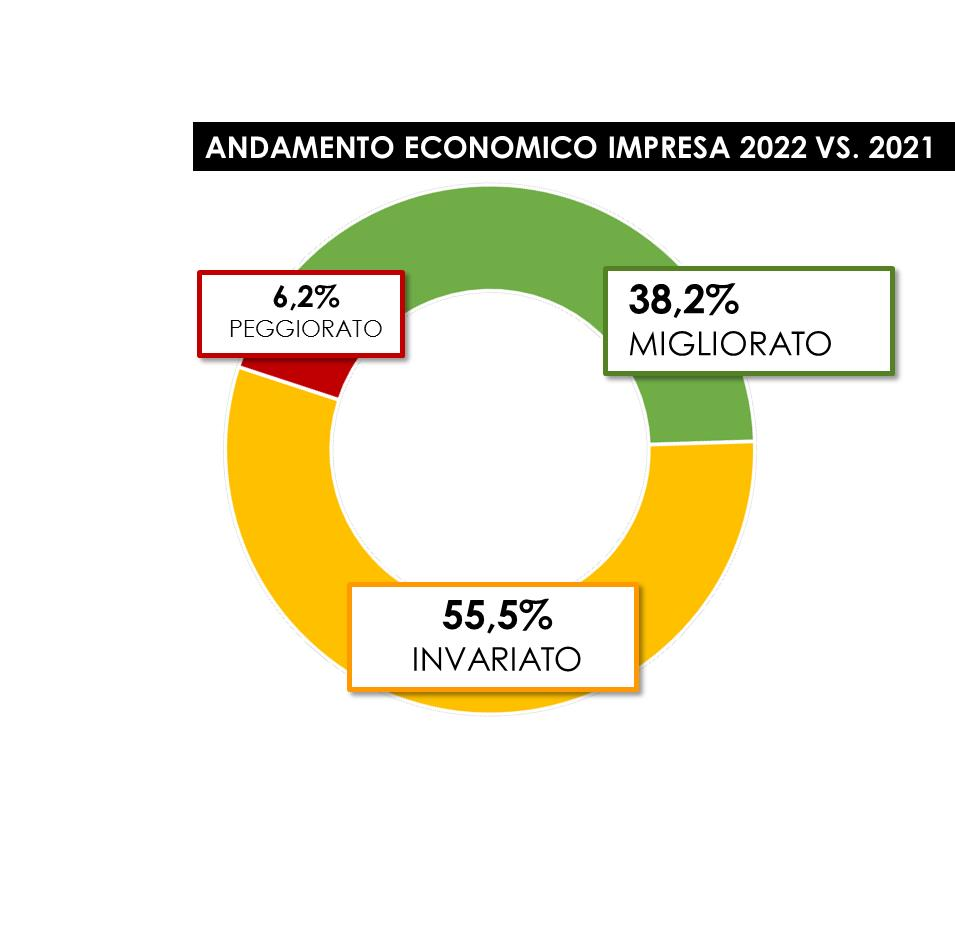 ANDAMENTO ECONOMICO IMPRESA 2022 VS. 2021
6,2%
PEGGIORATO
38,2%
MIGLIORATO
55,5%
INVARIATO